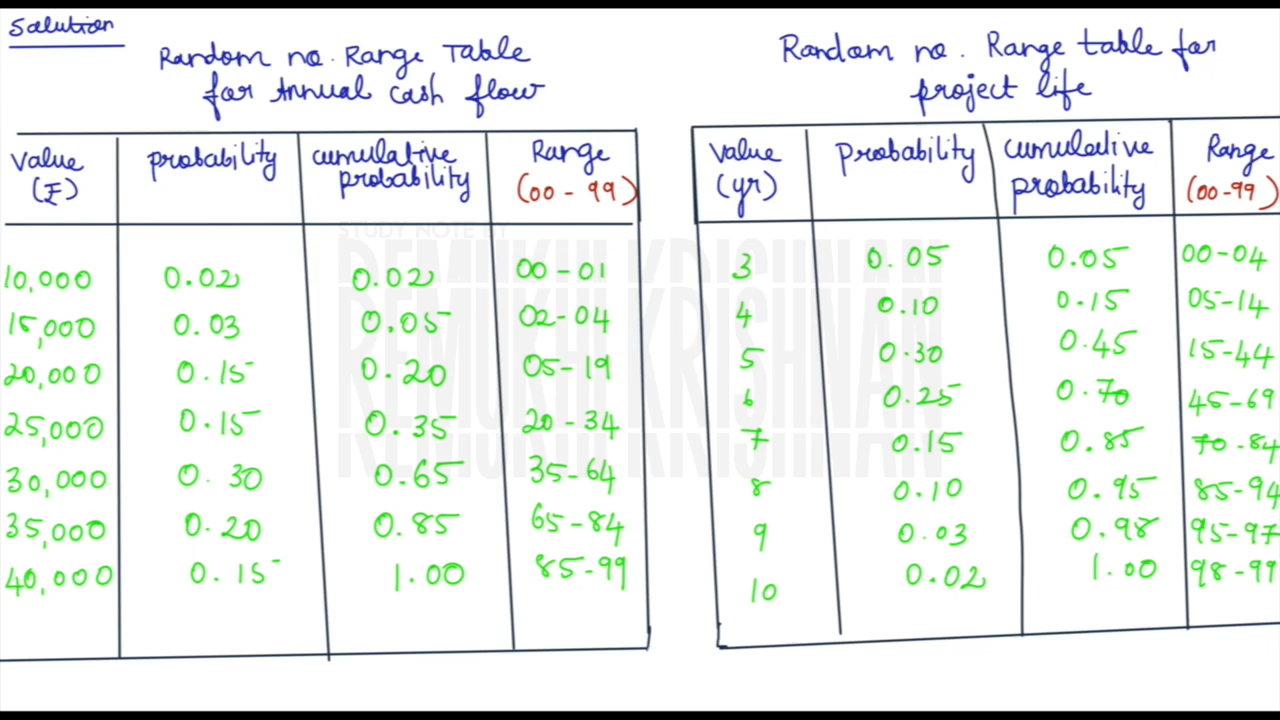 Solution
Random no. Range Table
for Annual cash flow
Value (₹) probability cumulative probability Range (00 - 99)
10,000 0.02 0.02 00 - 01
15,000 0.03 0.05 02 - 04
20,000 0.15 0.20 05 - 19
25,000 0.15 0.35 20 - 34
30,000 0.30 0.65 35 - 64
35,000 0.20 0.85 65 - 84
40,000 0.15 1.00 85 - 99
Random no. Range table for
project life
Value (yr) Probability cumulative probability Range (00-99)
3 0.05 0.05 00 - 04
4 0.10 0.15 05 - 14
5 0.30 0.45 15 - 44
6 0.25 0.70 45 - 69
7 0.15 0.85 70 - 84
8 0.10 0.95 85 - 94
9 0.03 0.98 95 - 97
10 0.02 1.00 98 - 99
STUDY NOTE BY
REMUKHI KRISHNAN